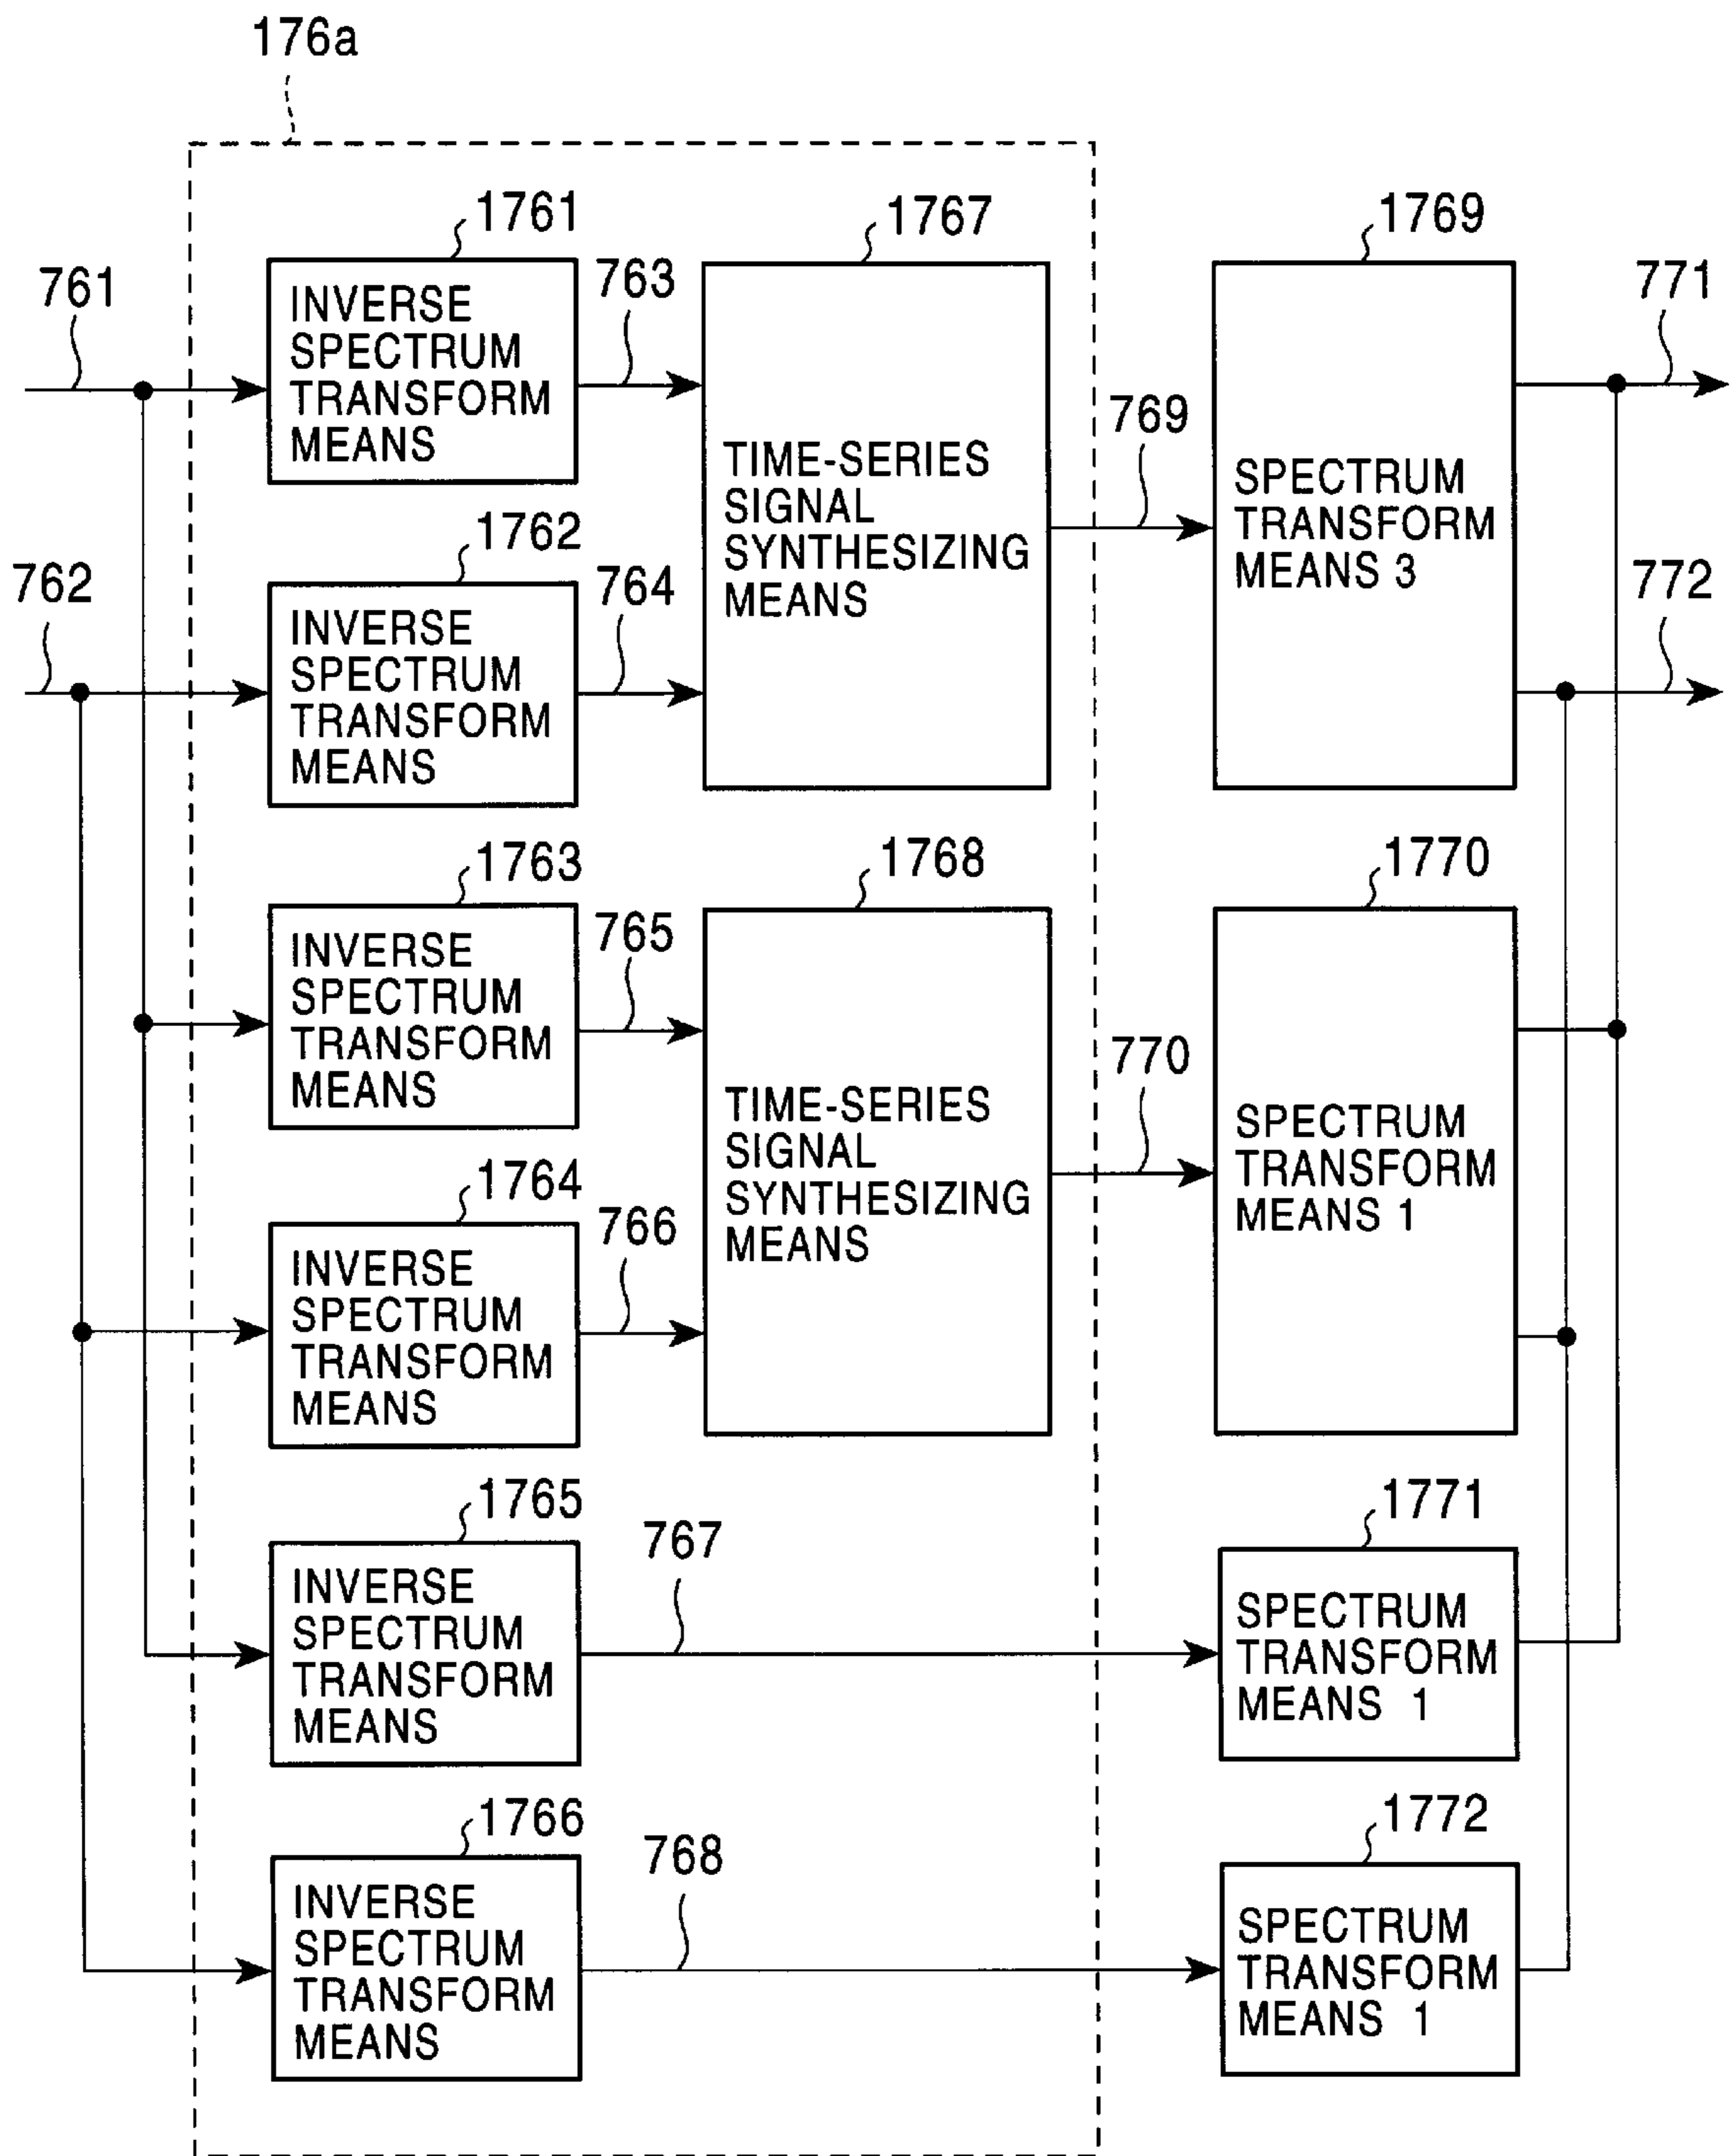 176a
1761
1767
1769
761
763
771
INVERSE
SPECTRUM
TRANSFORM
MEANS
TIME-SERIES
SIGNAL
SYNTHESIZING
MEANS
769
SPECTRUM
TRANSFORM
MEANS 3
762
1762
764
772
INVERSE
SPECTRUM
TRANSFORM
MEANS
1763
1768
1770
765
INVERSE
SPECTRUM
TRANSFORM
MEANS
TIME-SERIES
SIGNAL
SYNTHESIZING
MEANS
770
SPECTRUM
TRANSFORM
MEANS 1
1764
766
INVERSE
SPECTRUM
TRANSFORM
MEANS
1765
767
1771
INVERSE
SPECTRUM
TRANSFORM
MEANS
SPECTRUM
TRANSFORM
MEANS 1
1766
768
1772
INVERSE
SPECTRUM
TRANSFORM
MEANS
SPECTRUM
TRANSFORM
MEANS 1